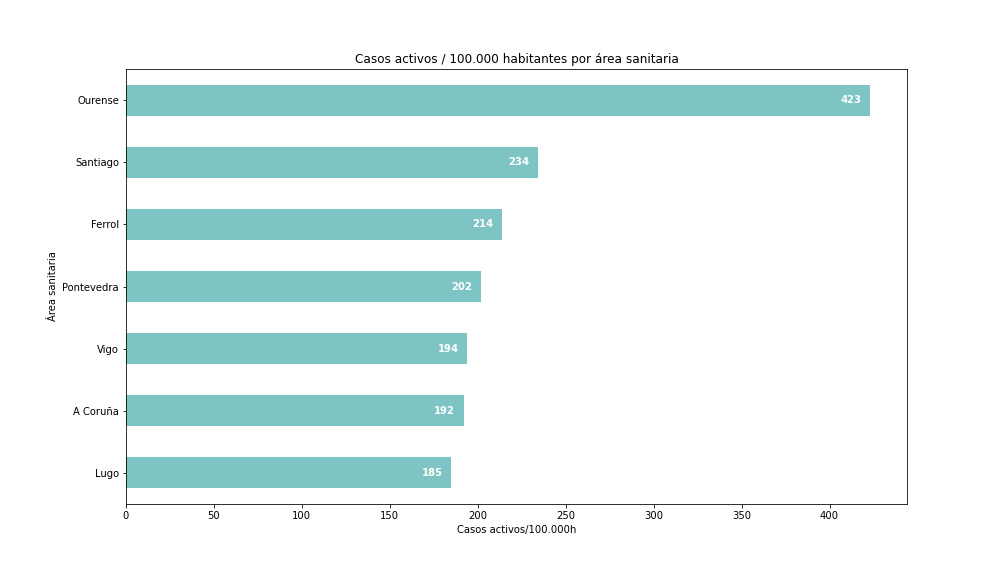 Casos activos / 100.000 habitantes por área sanitaria
Área sanitaria
Ourense 423
Santiago 234
Ferrol 214
Pontevedra 202
Vigo 194
A Coruña 192
Lugo 185
0 50 100 150 200 250 300 350 400
Casos activos/100.000h